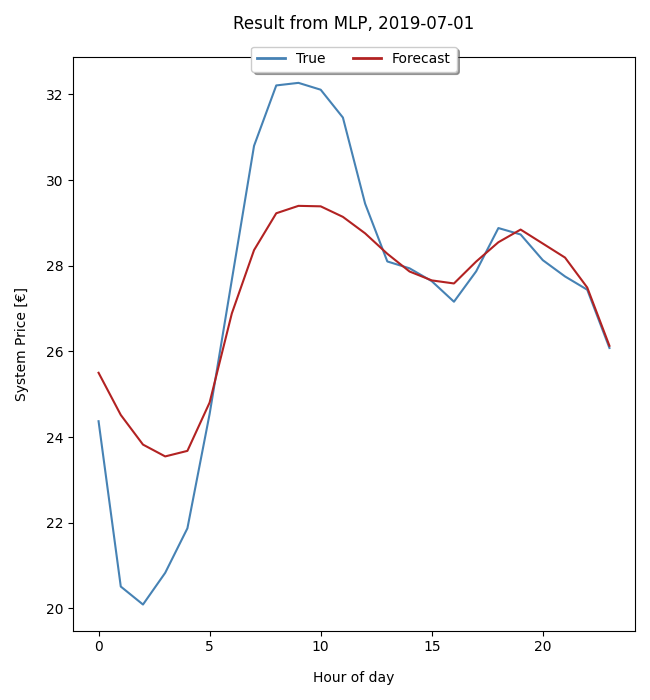 Result from MLP, 2019-07-01
True Forecast
System Price [€]
32
30
28
26
24
22
20
0 5 10 15 20
Hour of day